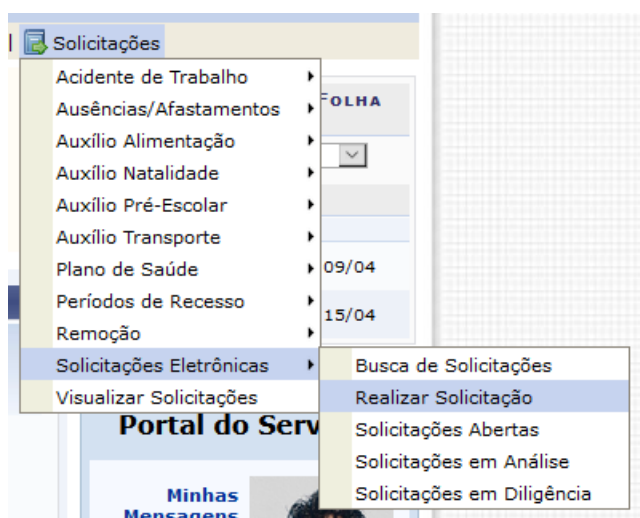 Solicitações
Acidente de Trabalho
Ausências/Afastamentos
Auxílio Alimentação
Auxílio Natalidade
Auxílio Pré-Escolar
Auxílio Transporte
Plano de Saúde
Períodos de Recesso
Remoção
Solicitações Eletrônicas
Visualizar Solicitações
FOLHA
09/04
15/04
Busca de Solicitações
Realizar Solicitação
Solicitações Abertas
Solicitações em Análise
Solicitações em Diligência
Portal do Serv
Minhas
Mensagens